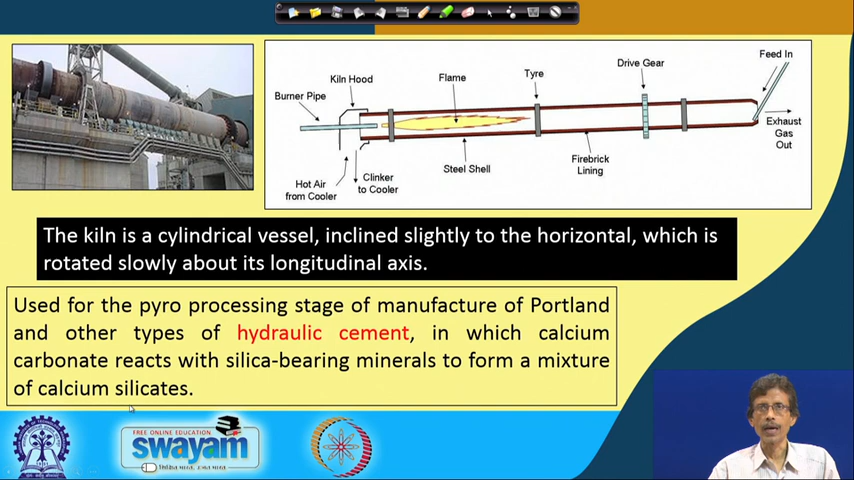 Feed In
Drive Gear
Tyre
Flame
Kiln Hood
Burner Pipe
Exhaust
Gas
Out
Firebrick
Lining
Steel Shell
Clinker
to Cooler
Hot Air
from Cooler
The kiln is a cylindrical vessel, inclined slightly to the horizontal, which is
rotated slowly about its longitudinal axis.
Used for the pyro processing stage of manufacture of Portland
and other types of hydraulic cement, in which calcium
carbonate reacts with silica-bearing minerals to form a mixture
of calcium silicates.
FREE ONLINE EDUCATION
swayam